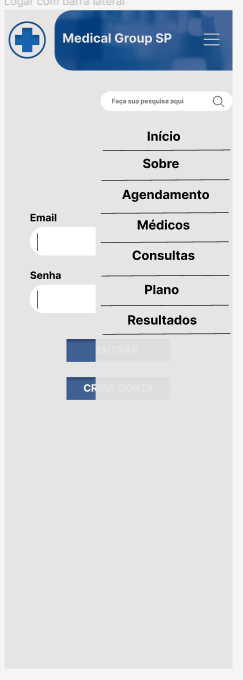 Logar com barra lateral
Medical Group SP
Faça sua pesquisa aqui
Início
Sobre
Agendamento
Email
Médicos
Consultas
Senha
Plano
Resultados
ENTRAR
CRIAR CONTA